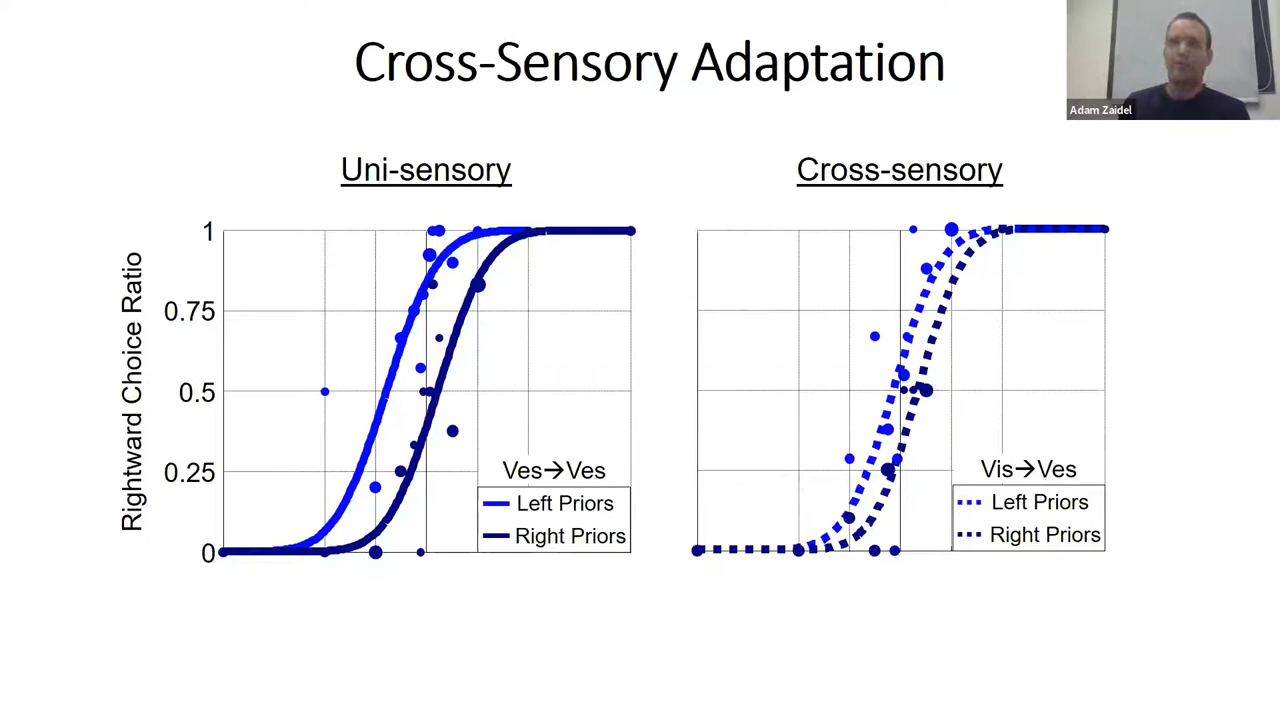 Cross-Sensory Adaptation
Adam Zaidel
Uni-sensory
Cross-sensory
Rightward Choice Ratio
1
0.75
0.5
0.25
0
Ves→Ves
Left Priors
Right Priors
Vis→Ves
Left Priors
Right Priors